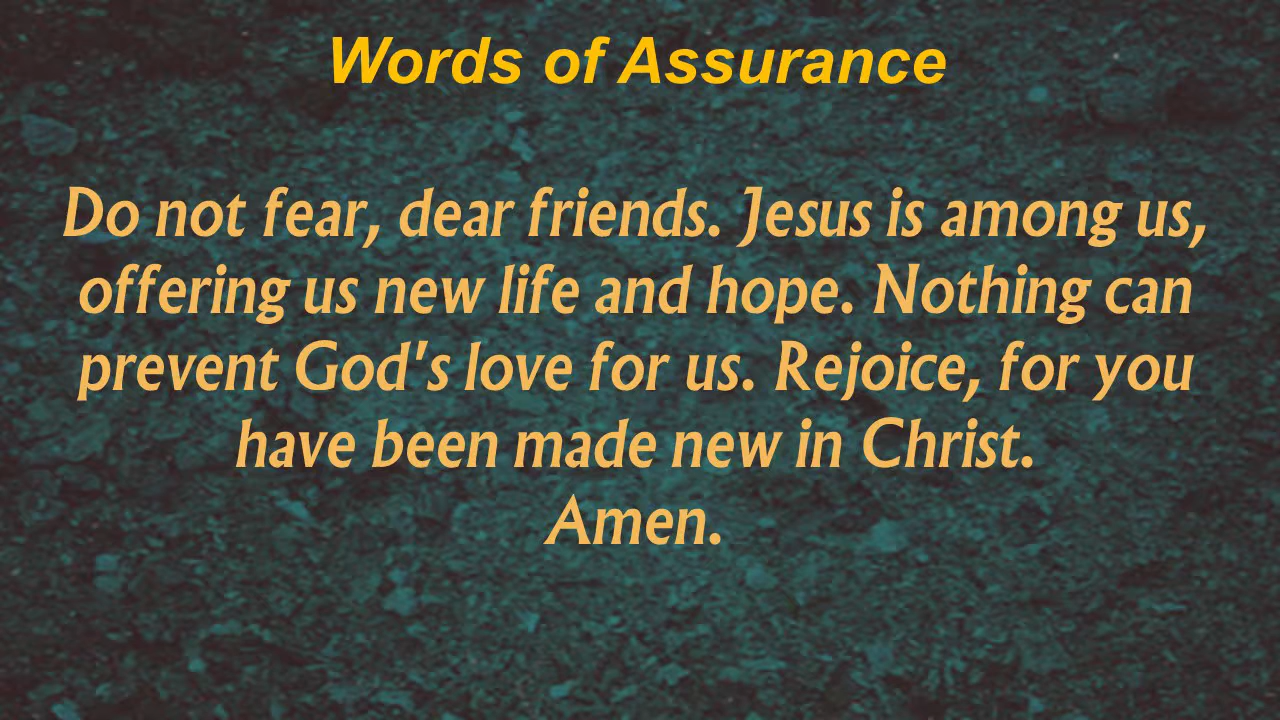 Words of Assurance
Do not fear, dear friends. Jesus is among us,
offering us new life and hope. Nothing can
prevent God's love for us. Rejoice, for you
have been made new in Christ.
Amen.